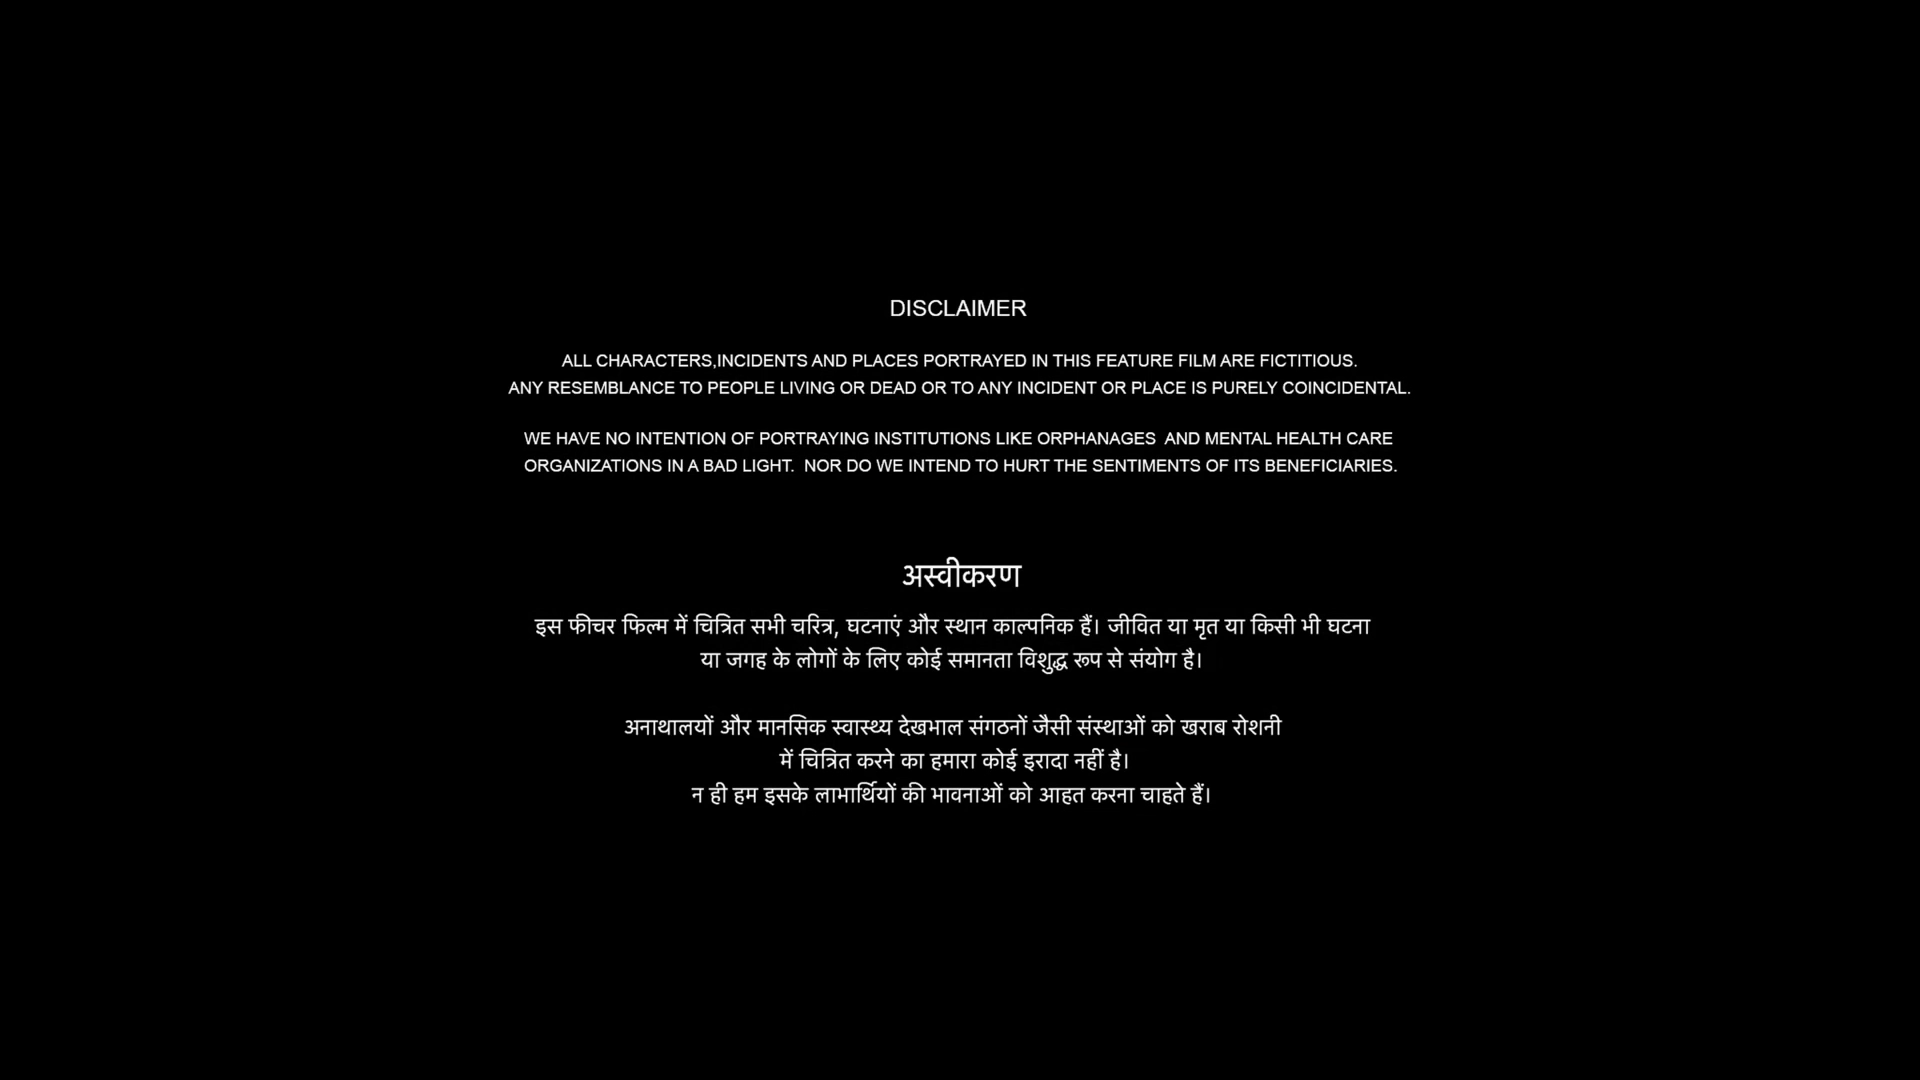 DISCLAIMER
ALL CHARACTERS,INCIDENTS AND PLACES PORTRAYED IN THIS FEATURE FILM ARE FICTITIOUS.
ANY RESEMBLANCE TO PEOPLE LIVING OR DEAD OR TO ANY INCIDENT OR PLACE IS PURELY COINCIDENTAL.
WE HAVE NO INTENTION OF PORTRAYING INSTITUTIONS LIKE ORPHANAGES  AND MENTAL HEALTH CARE
ORGANIZATIONS IN A BAD LIGHT.  NOR DO WE INTEND TO HURT THE SENTIMENTS OF ITS BENEFICIARIES.
अस्वीकरण
इस फीचर फिल्म में चित्रित सभी चरित्र, घटनाएं और स्थान काल्पनिक हैं। जीवित या मृत या किसी भी घटना
या जगह के लोगों के लिए कोई समानता विशुद्ध रूप से संयोग है।
अनाथालयों और मानसिक स्वास्थ्य देखभाल संगठनों जैसी संस्थाओं को खराब रोशनी
में चित्रित करने का हमारा कोई इरादा नहीं है।
न ही हम इसके लाभार्थियों की भावनाओं को आहत करना चाहते हैं।